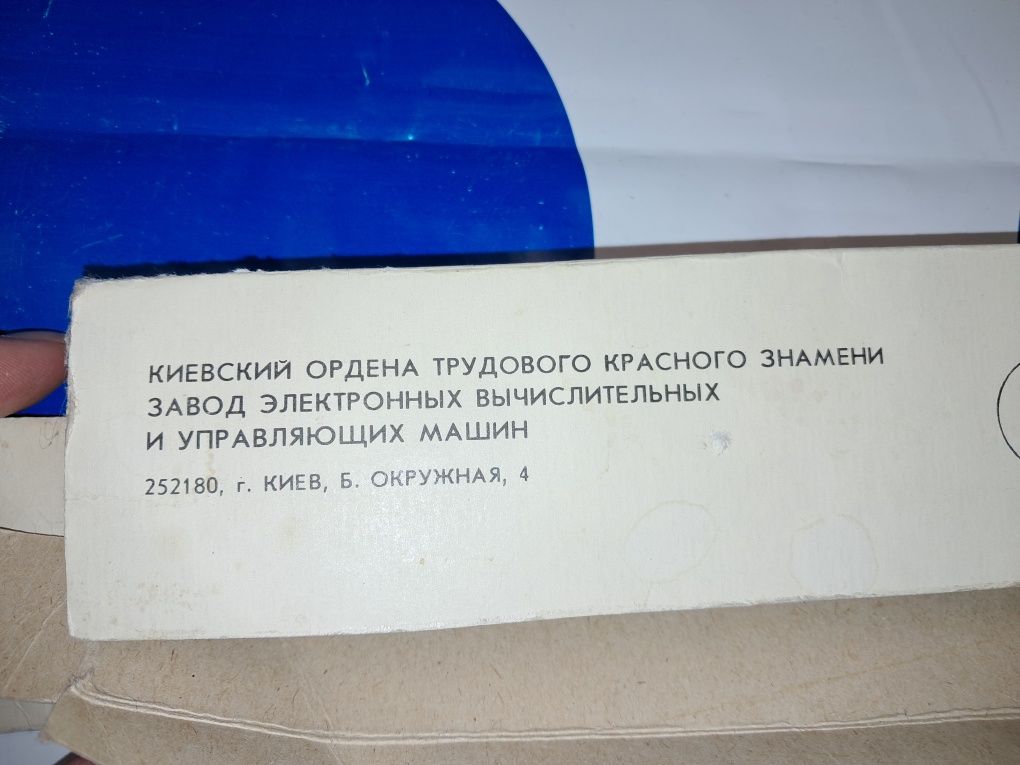 КИЕВСКИЙ ОРДЕНА ТРУДОВОГО КРАСНОГО ЗНАМЕНИ
ЗАВОД ЭЛЕКТРОННЫХ ВЫЧИСЛИТЕЛЬНЫХ
И УПРАВЛЯЮЩИХ МАШИН
252180, г. КИЕВ, Б. ОКРУЖНАЯ, 4